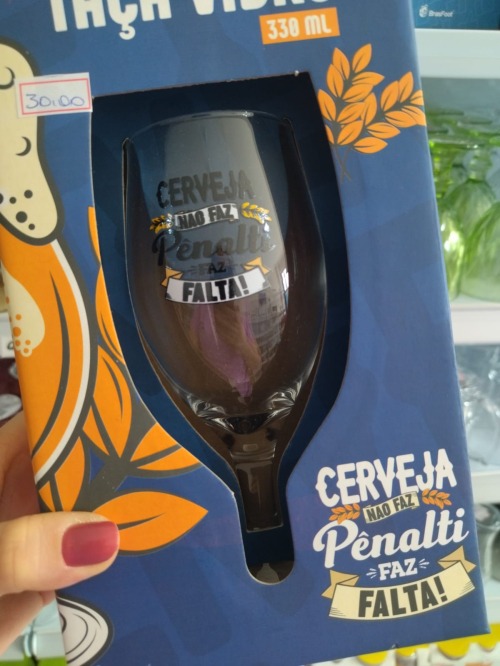 TAÇA VIDRO
330 ML
30,00
CERVEJA
NÃO FAZ
Pênalti
FAZ
FALTA!
CERVEJA
NÃO FAZ
Pênalti
FAZ
FALTA!